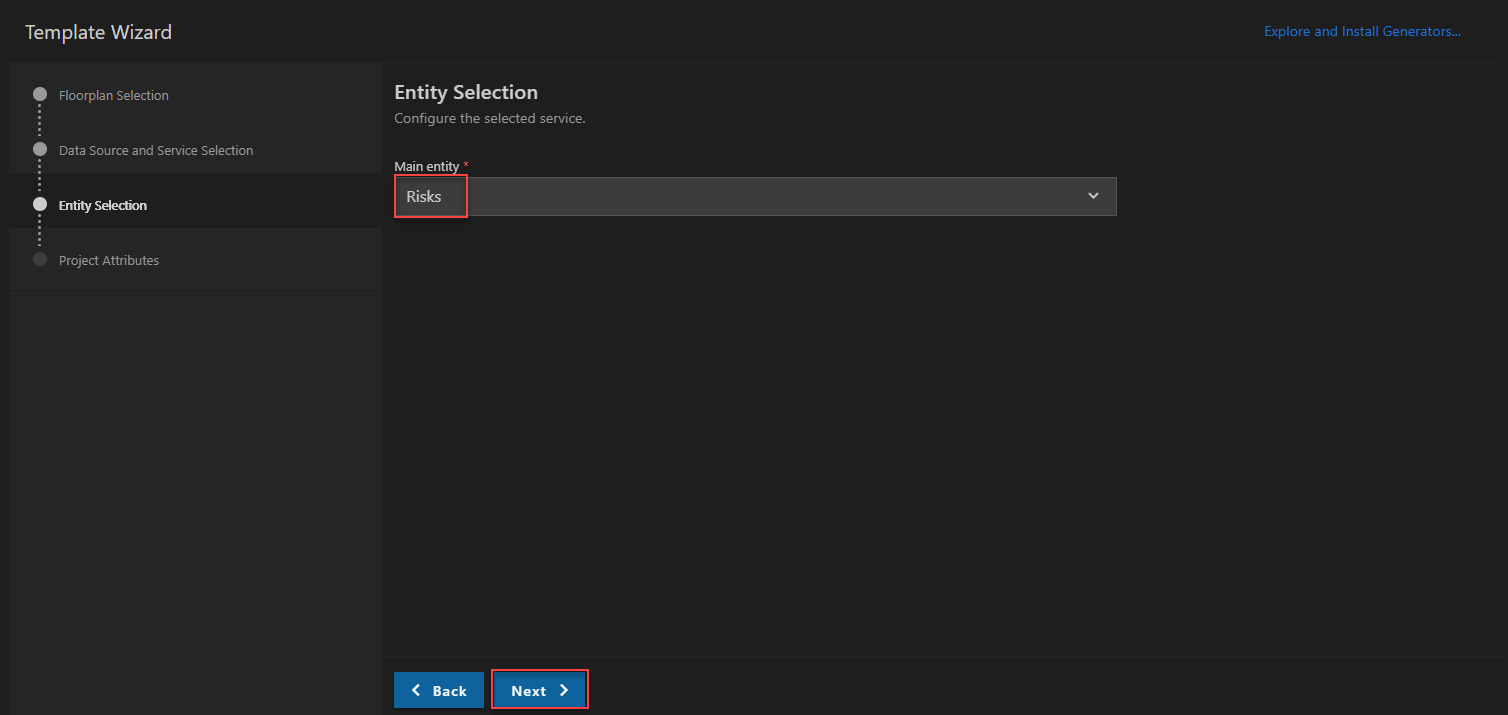 Template Wizard
Explore and Install Generators...
Floorplan Selection
Data Source and Service Selection
Entity Selection
Project Attributes
Entity Selection
Configure the selected service.
Main entity *
Risks
Back
Next